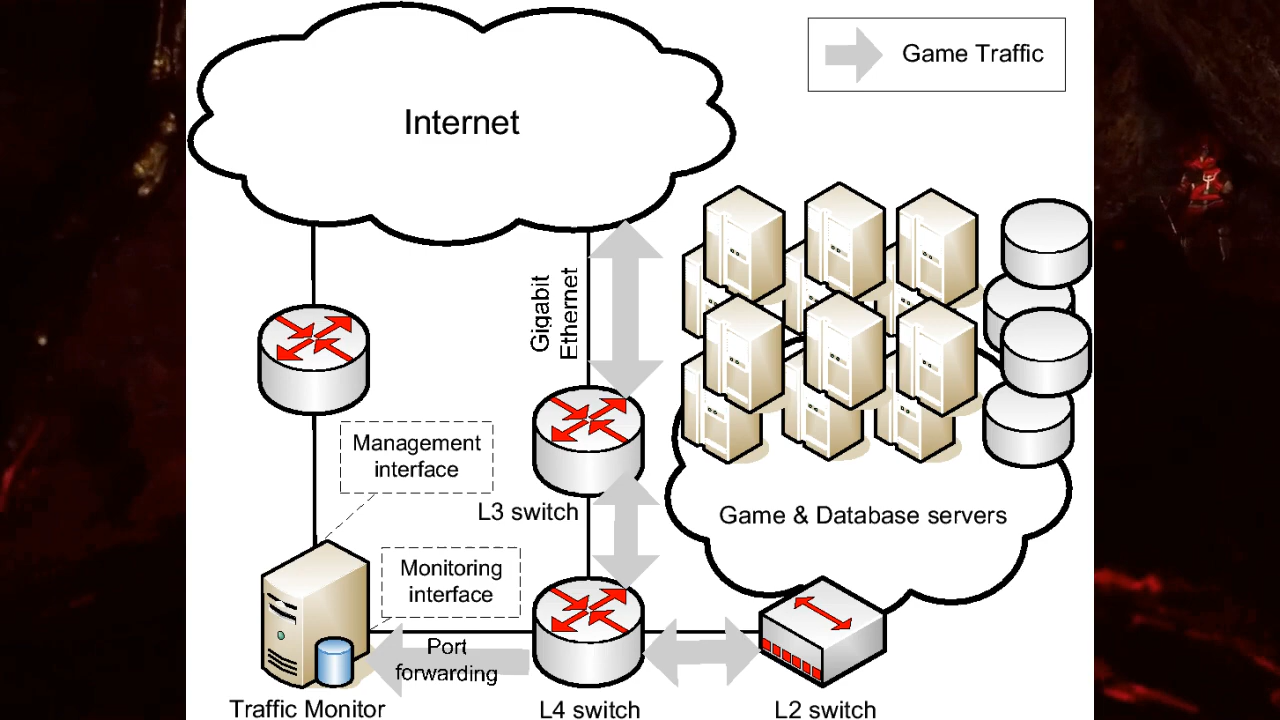 Game Traffic
Internet
Gigabit
Ethernet
Management
interface
L3 switch
Game & Database servers
Monitoring
interface
Port
forwarding
Traffic Monitor
L4 switch
L2 switch